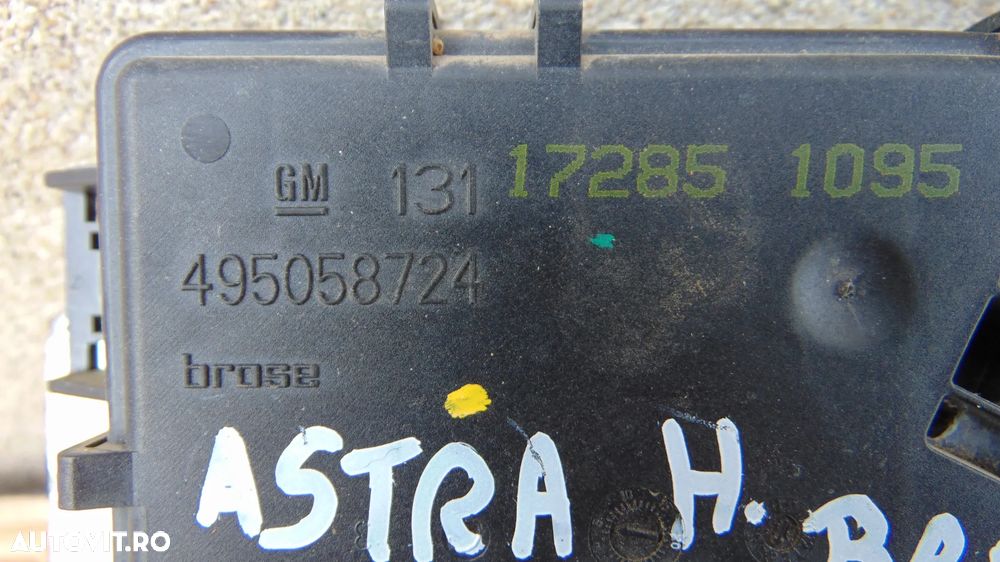 GM 131 17285 1095
495058724
brose
ASTRA H.
AUTOVIT.RO